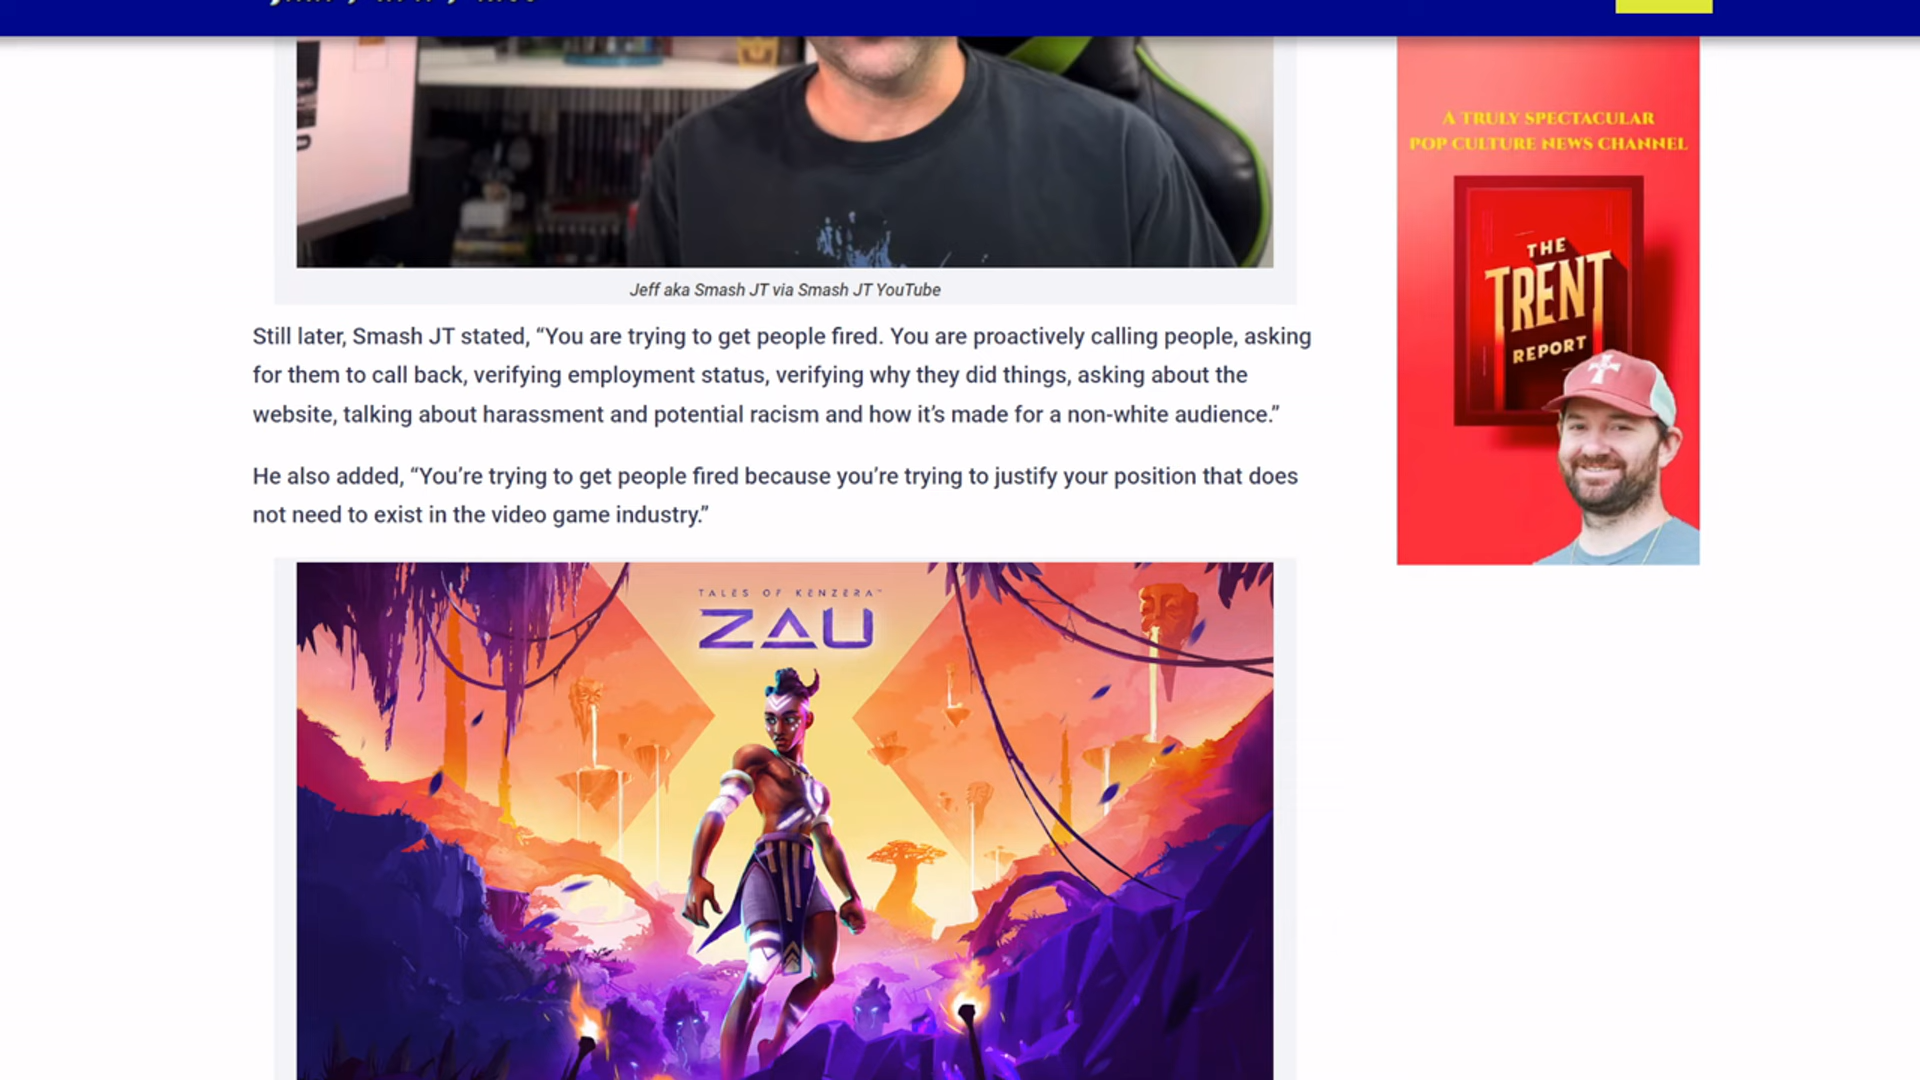 A TRULY SPECTACULAR
POP CULTURE NEWS CHANNEL
THE
TRENT
REPORT
Jeff aka Smash JT via Smash JT YouTube
Still later, Smash JT stated, “You are trying to get people fired. You are proactively calling people, asking
for them to call back, verifying employment status, verifying why they did things, asking about the
website, talking about harassment and potential racism and how it’s made for a non-white audience.”
He also added, “You’re trying to get people fired because you’re trying to justify your position that does
not need to exist in the video game industry.”
TALES OF KENZERA™
ZAU